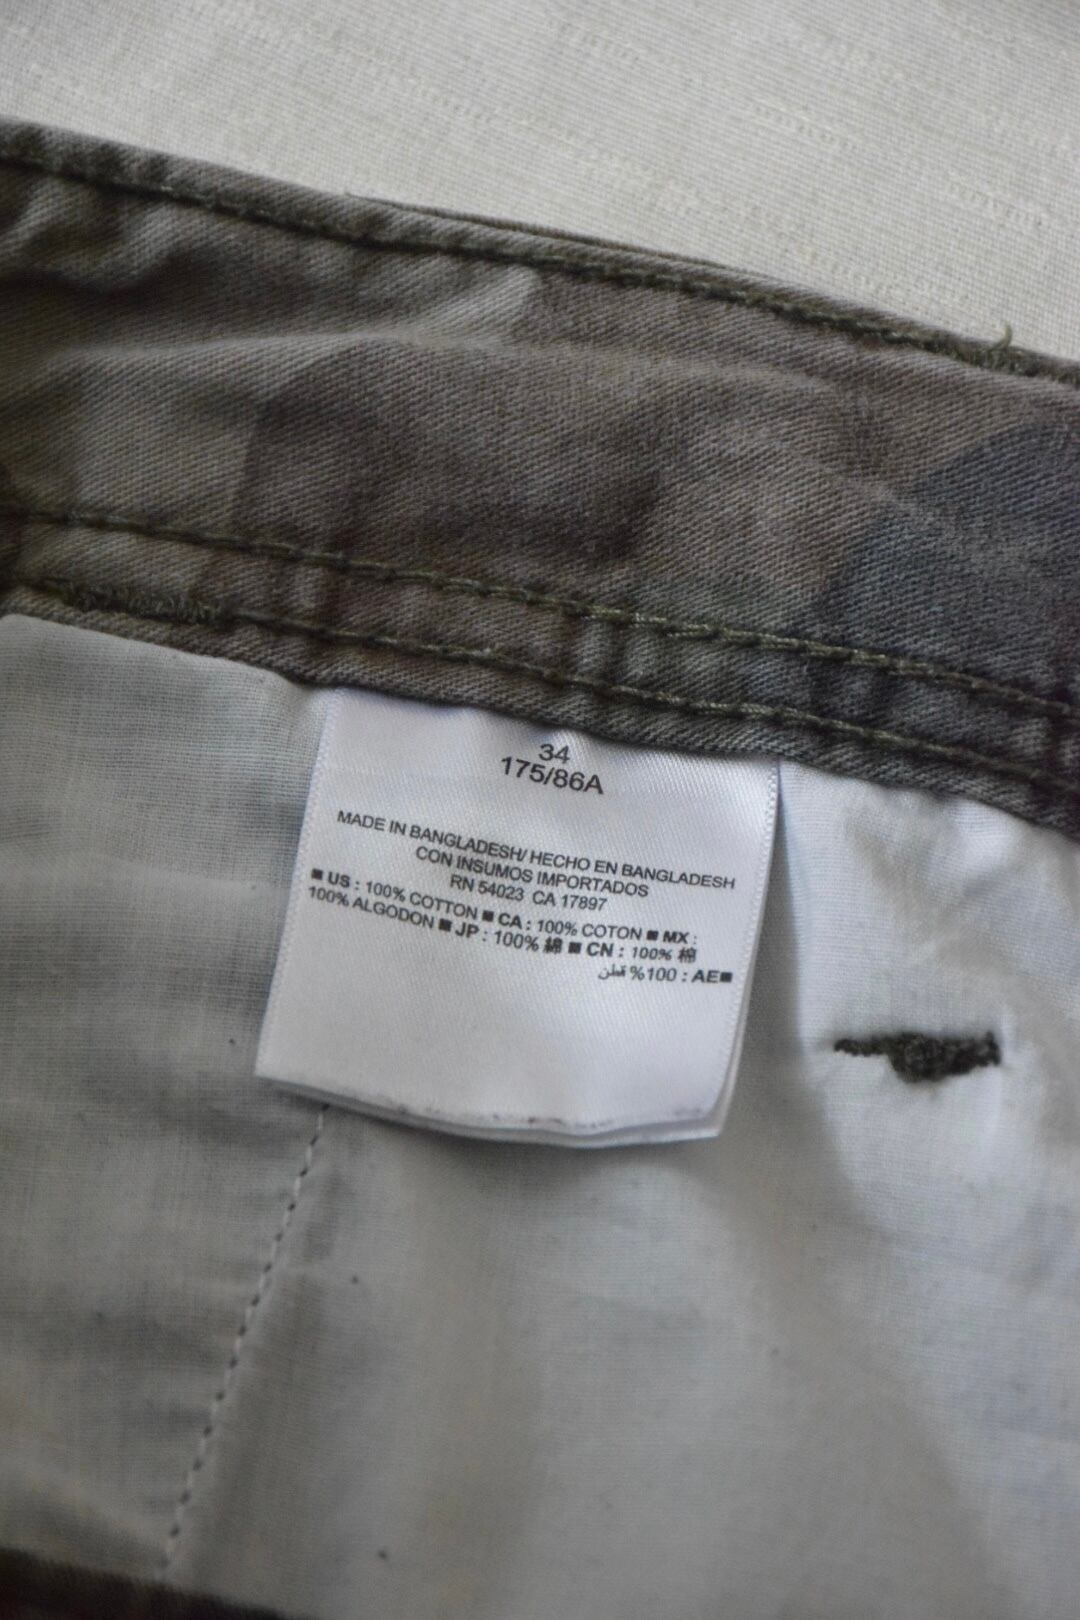 34
175/86A
MADE IN BANGLADESH/ HECHO EN BANGLADESH
CON INSUMOS IMPORTADOS
RN 54023 CA 17897
■ US : 100% COTTON ■ CA : 100% COTON ■ MX :
100% ALGODON ■ JP : 100% 綿 ■ CN : 100% 棉
■AE : 100% قطن